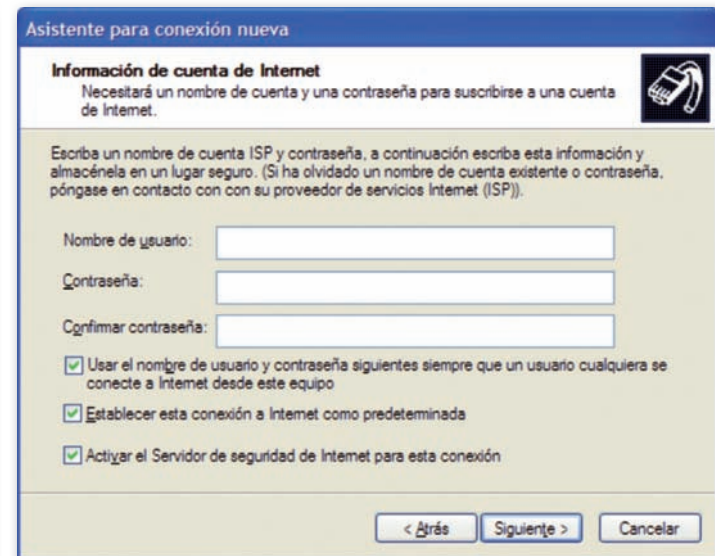 Asistente para conexión nueva
Información de cuenta de Internet
Necesitará un nombre de cuenta y una contraseña para suscribirse a una cuenta
de Internet.
Escriba un nombre de cuenta ISP y contraseña, a continuación escriba esta información y
almacénela en un lugar seguro. (Si ha olvidado un nombre de cuenta existente o contraseña,
póngase en contacto con con su proveedor de servicios Internet (ISP)).
Nombre de usuario:
Contraseña:
Confirmar contraseña:
Usar el nombre de usuario y contraseña siguientes siempre que un usuario cualquiera se
conecte a Internet desde este equipo
Establecer esta conexión a Internet como predeterminada
Activar el Servidor de seguridad de Internet para esta conexión
< Atrás Siguiente > Cancelar